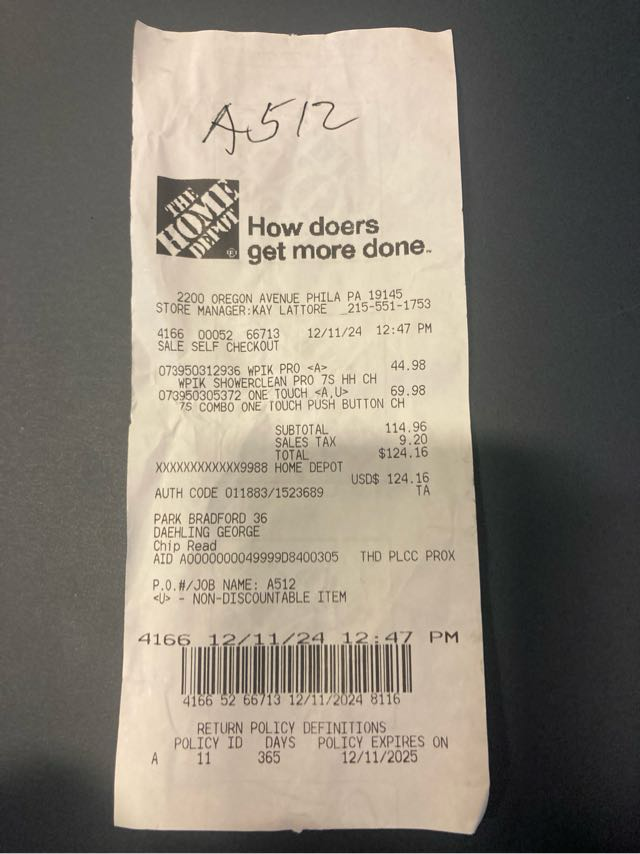 A512
THE
HOME
DEPOT
How doers
get more done™
2200 OREGON AVENUE PHILA PA 19145
STORE MANAGER:KAY LATTORE 215-551-1753
4166 00052 66713 12/11/24 12:47 PM
SALE SELF CHECKOUT
073950312936 WPIK PRO <A> 44.98
WPIK SHOWERCLEAN PRO 7S HH CH
073950305372 ONE TOUCH <A,U> 69.98
7S COMBO ONE TOUCH PUSH BUTTON CH
SUBTOTAL 114.96
SALES TAX 9.20
TOTAL $124.16
XXXXXXXXXXXX9988 HOME DEPOT
USD$ 124.16
AUTH CODE 011883/1523689 TA
PARK BRADFORD 36
DAEHLING GEORGE
Chip Read
AID A0000000049999D8400305 THD PLCC PROX
P.O.#/JOB NAME: A512
<U> - NON-DISCOUNTABLE ITEM
4166 12/11/24 12:47 PM
4166 52 66713 12/11/2024 8116
RETURN POLICY DEFINITIONS
POLICY ID DAYS POLICY EXPIRES ON
A 11 365 12/11/2025